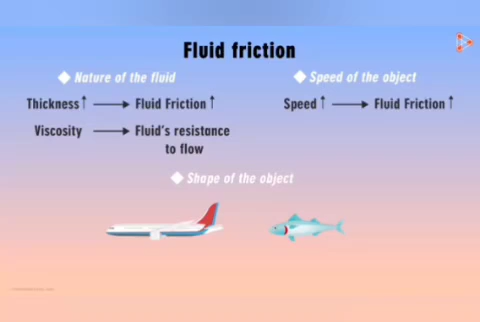 Fluid friction
◆ Nature of the fluid
Thickness↑ → Fluid Friction↑
Viscosity → Fluid's resistance
to flow
◆ Speed of the object
Speed↑ → Fluid Friction↑
◆ Shape of the object